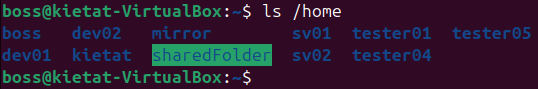 boss@kietat-VirtualBox:~$ ls /home
boss dev02 mirror sv01 tester01 tester05
dev01 kietat sharedFolder sv02 tester04
boss@kietat-VirtualBox:~$